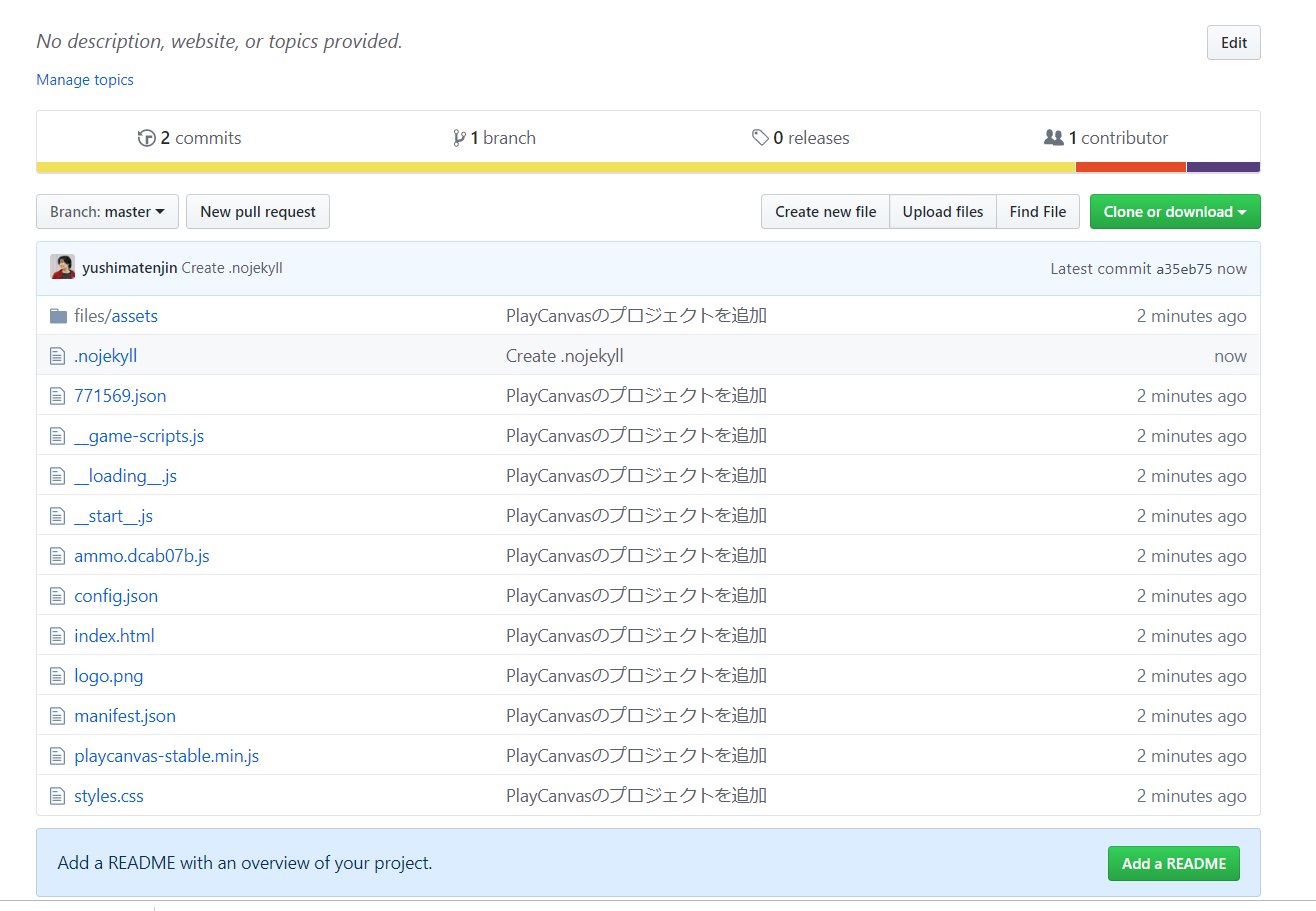 No description, website, or topics provided. Edit
Manage topics
2 commits 1 branch 0 releases 1 contributor
Branch: master New pull request Create new file Upload files Find File Clone or download
yushimatenjin Create .nojekyll Latest commit a35eb75 now
files/assets PlayCanvasのプロジェクトを追加 2 minutes ago
.nojekyll Create .nojekyll now
771569.json PlayCanvasのプロジェクトを追加 2 minutes ago
__game-scripts.js PlayCanvasのプロジェクトを追加 2 minutes ago
__loading__.js PlayCanvasのプロジェクトを追加 2 minutes ago
__start__.js PlayCanvasのプロジェクトを追加 2 minutes ago
ammo.dcab07b.js PlayCanvasのプロジェクトを追加 2 minutes ago
config.json PlayCanvasのプロジェクトを追加 2 minutes ago
index.html PlayCanvasのプロジェクトを追加 2 minutes ago
logo.png PlayCanvasのプロジェクトを追加 2 minutes ago
manifest.json PlayCanvasのプロジェクトを追加 2 minutes ago
playcanvas-stable.min.js PlayCanvasのプロジェクトを追加 2 minutes ago
styles.css PlayCanvasのプロジェクトを追加 2 minutes ago
Add a README with an overview of your project. Add a README